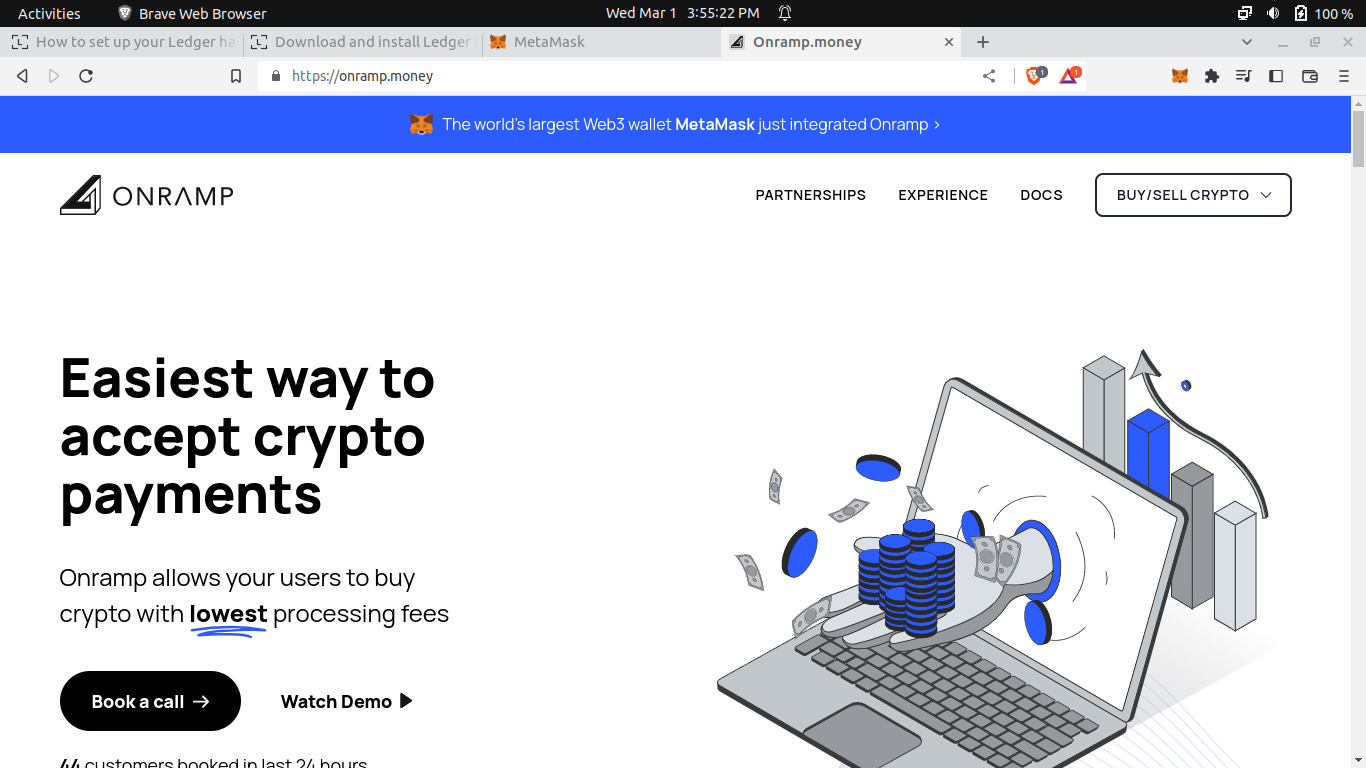 Activities
Brave Web Browser
Wed Mar 1 3:55:22 PM
100 %
How to set up your Ledger ha
Download and install Ledger
MetaMask
Onramp.money
https://onramp.money
1
1
The world's largest Web3 wallet MetaMask just integrated Onramp >
ONRAMP
PARTNERSHIPS
EXPERIENCE
DOCS
BUY/SELL CRYPTO
Easiest way to
accept crypto
payments
Onramp allows your users to buy
crypto with lowest processing fees
Book a call →
Watch Demo
44 customers booked in last 24 hours